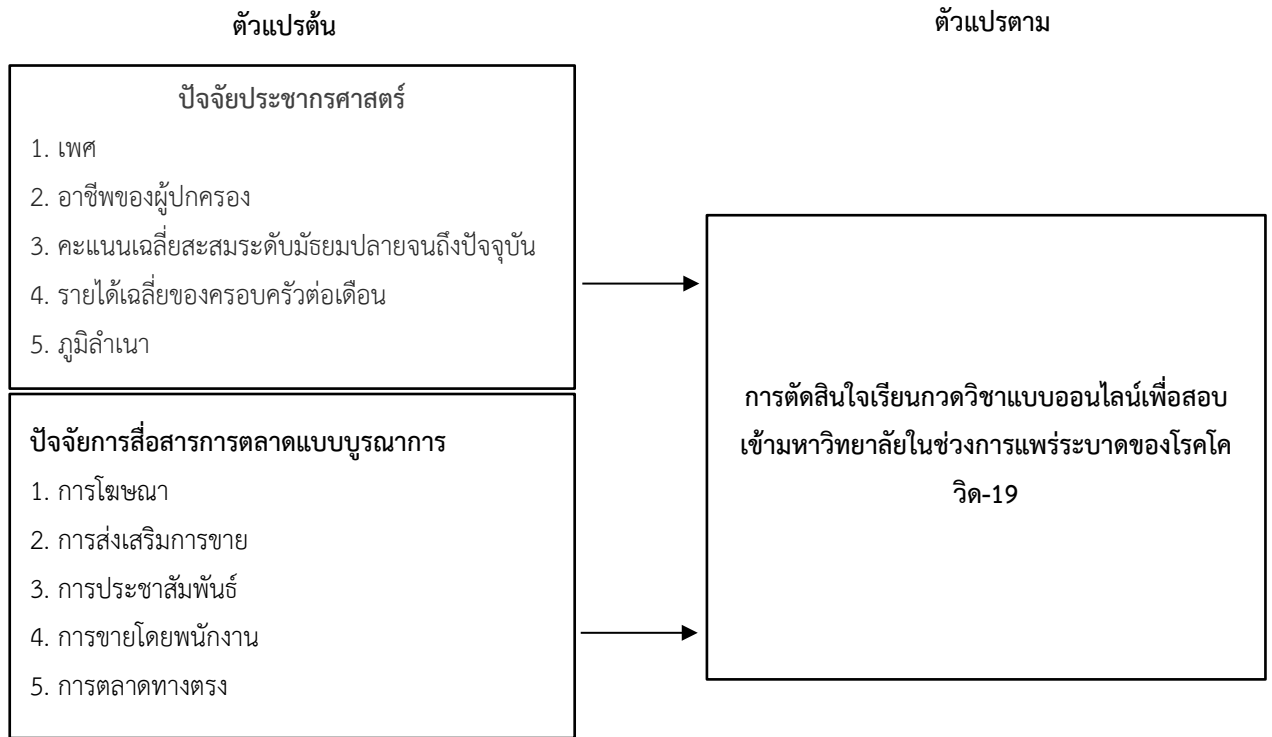 ตัวแปรต้น
ตัวแปรตาม
ปัจจัยประชากรศาสตร์
1. เพศ
2. อาชีพของผู้ปกครอง
3. คะแนนเฉลี่ยสะสมระดับมัธยมปลายจนถึงปัจจุบัน
4. รายได้เฉลี่ยของครอบครัวต่อเดือน
5. ภูมิลำเนา
ปัจจัยการสื่อสารการตลาดแบบบูรณาการ
1. การโฆษณา
2. การส่งเสริมการขาย
3. การประชาสัมพันธ์
4. การขายโดยพนักงาน
5. การตลาดทางตรง
การตัดสินใจเรียนกวดวิชาแบบออนไลน์เพื่อสอบ
เข้ามหาวิทยาลัยในช่วงการแพร่ระบาดของโรคโค
วิด-19